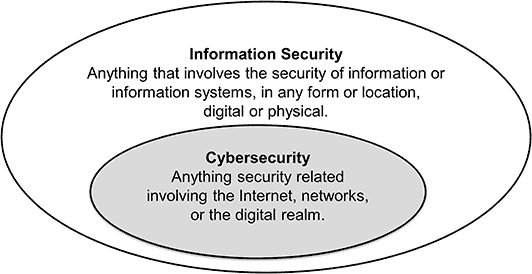 Information Security
Anything that involves the security of information or
information systems, in any form or location,
digital or physical.
Cybersecurity
Anything security related
involving the Internet, networks,
or the digital realm.